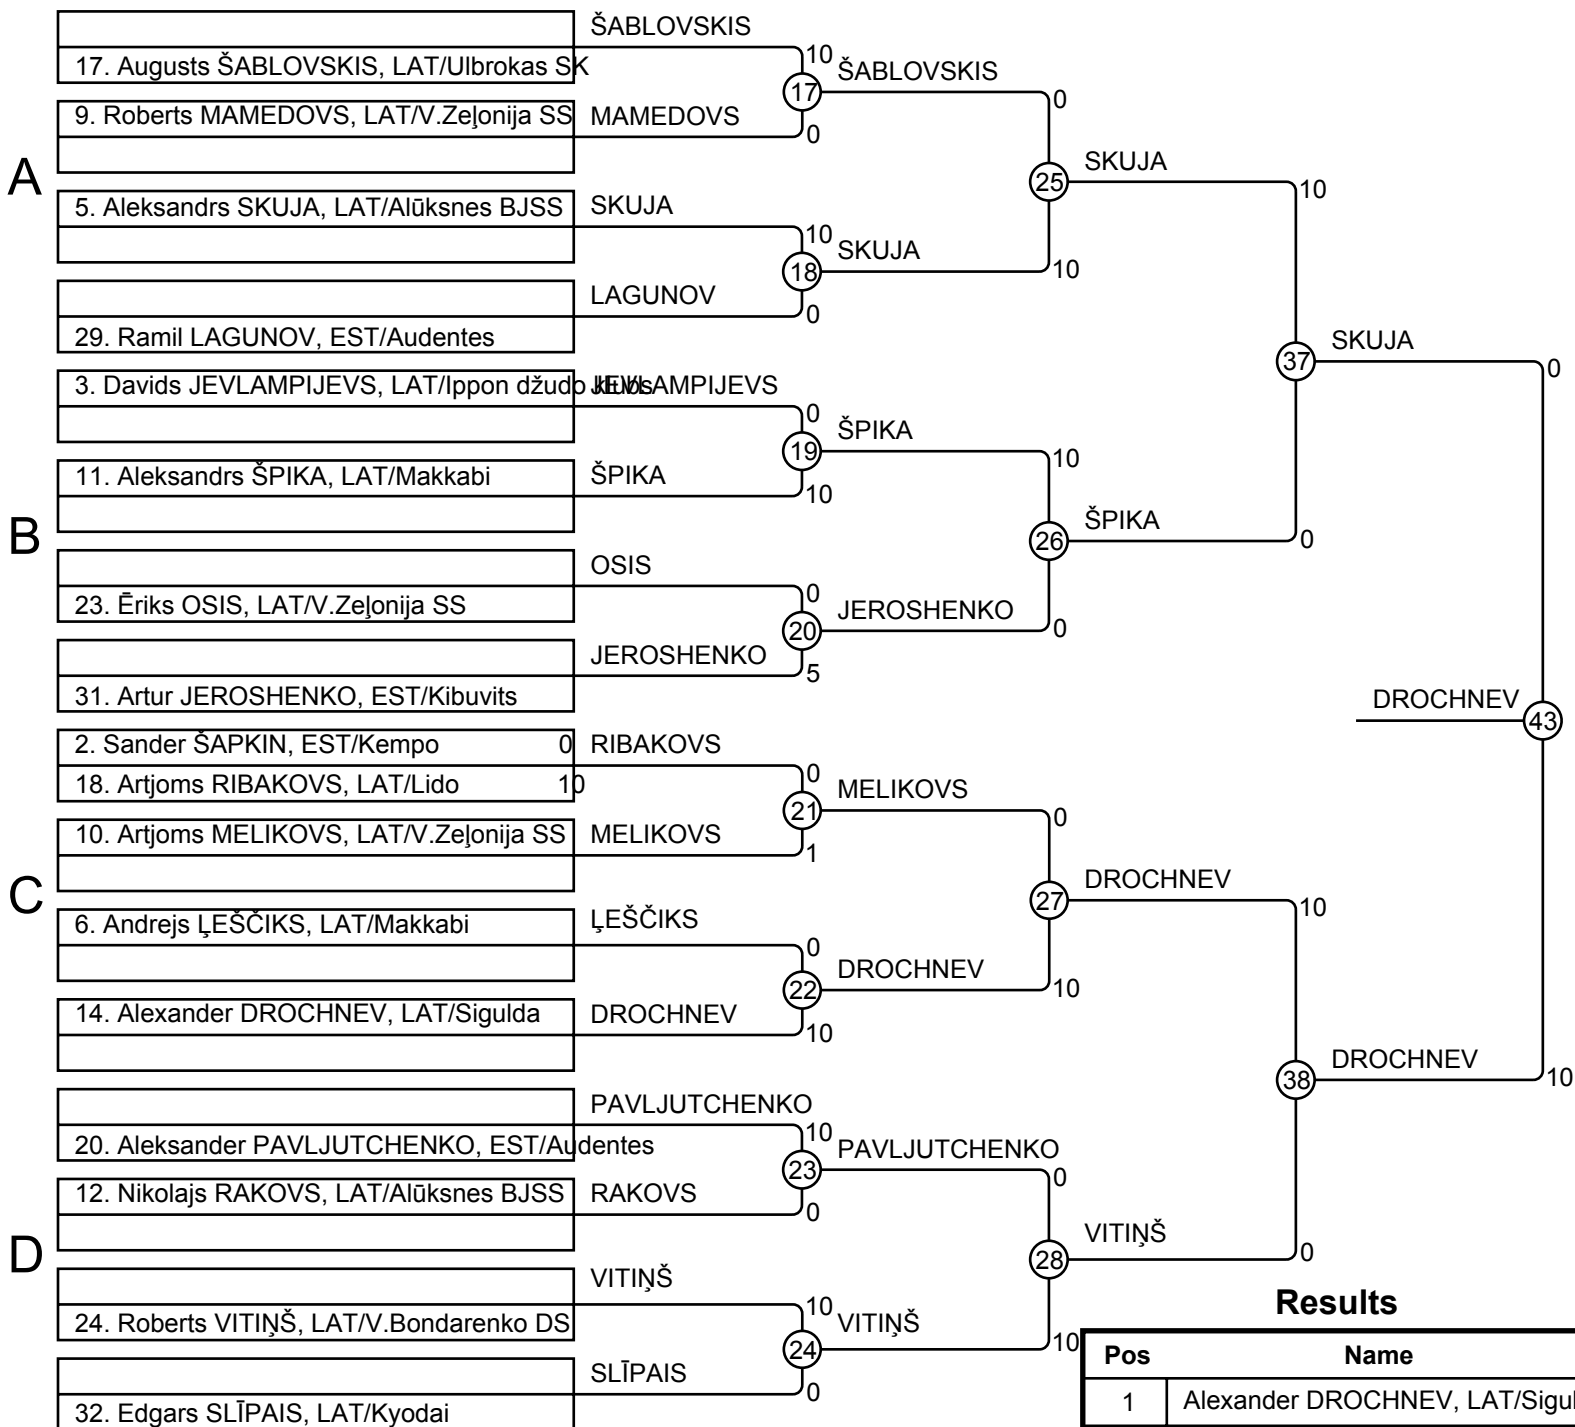 ŠABLOVSKIS
10
17. Augusts ŠABLOVSKIS, LAT/Ulbrokas SK
ŠABLOVSKIS
17
0
9. Roberts MAMEDOVS, LAT/V.Zeļonija SS
MAMEDOVS
0
A
SKUJA
25
10
5. Aleksandrs SKUJA, LAT/Alūksnes BJSS
SKUJA
10
SKUJA
18
10
LAGUNOV
0
29. Ramil LAGUNOV, EST/Audentes
SKUJA
37
0
3. Davids JEVLAMPIJEVS, LAT/Ippon džudo klubs
JEVLAMPIJEVS
0
ŠPIKA
19
10
11. Aleksandrs ŠPIKA, LAT/Makkabi
ŠPIKA
10
B
ŠPIKA
26
0
OSIS
0
23. Ēriks OSIS, LAT/V.Zeļonija SS
JEROSHENKO
20
0
JEROSHENKO
5
31. Artur JEROSHENKO, EST/Kibuvits
DROCHNEV
43
2. Sander ŠAPKIN, EST/Kempo 0
RIBAKOVS
0
18. Artjoms RIBAKOVS, LAT/Lido 10
MELIKOVS
21
0
10. Artjoms MELIKOVS, LAT/V.Zeļonija SS
MELIKOVS
1
C
DROCHNEV
27
10
6. Andrejs ĻEŠČIKS, LAT/Makkabi
ĻEŠČIKS
0
DROCHNEV
22
10
14. Alexander DROCHNEV, LAT/Sigulda
DROCHNEV
10
DROCHNEV
38
10
PAVLJUTCHENKO
10
20. Aleksander PAVLJUTCHENKO, EST/Audentes
PAVLJUTCHENKO
23
0
12. Nikolajs RAKOVS, LAT/Alūksnes BJSS
RAKOVS
0
D
VITIŅŠ
28
0
VITIŅŠ
10
24. Roberts VITIŅŠ, LAT/V.Bondarenko DS
VITIŅŠ
24
10
SLĪPAIS
0
32. Edgars SLĪPAIS, LAT/Kyodai
Results
Pos Name
1 Alexander DROCHNEV, LAT/Sigul